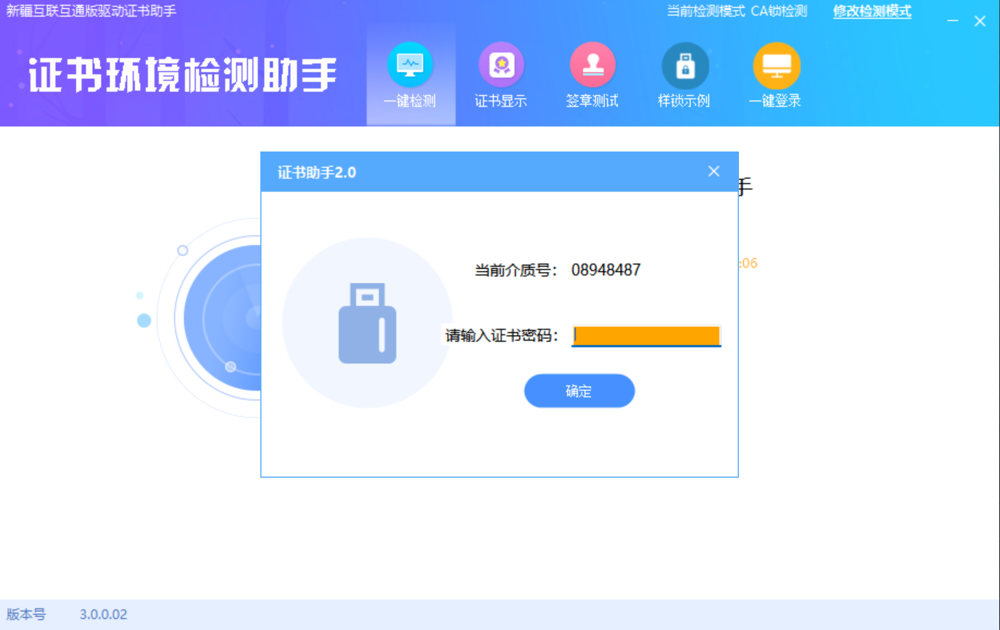 新疆互联互通版驱动证书助手
当前检测模式 CA锁检测 修改检测模式
证书环境检测助手
一键检测 证书显示 签章测试 样锁示例 一键登录
证书助手2.0
手
:06
当前介质号： 08948487
请输入证书密码：
确定
版本号 3.0.0.02